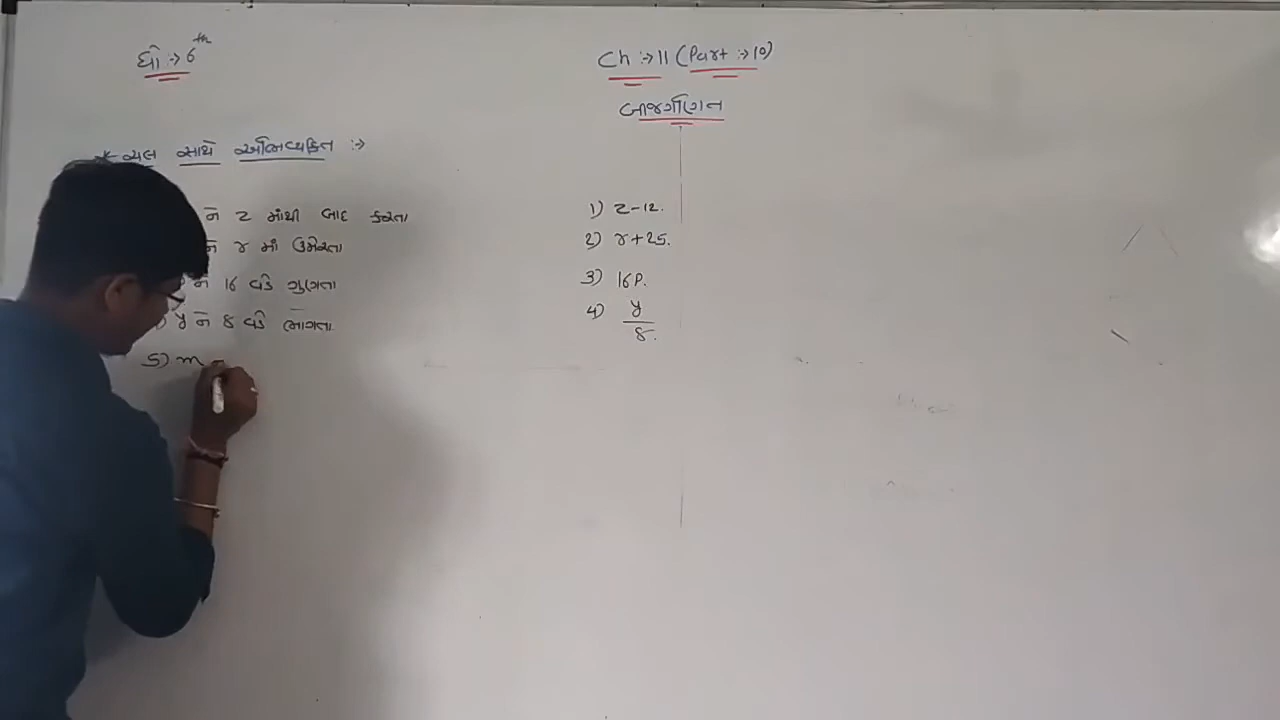 ધો :-> 6th
Ch :-> 11 (Part :-> 10)
બીજગણિત
* ચલ સાથે અભિવ્યક્તિ :->
ને z માંથી બાદ કરતા
ને r માં ઉમેરતા
ને 16 વડે ગુણતા
y ને 8 વડે ભાગતા
5) m
1) z-12.
2) r+25.
3) 16P.
4) y
8.